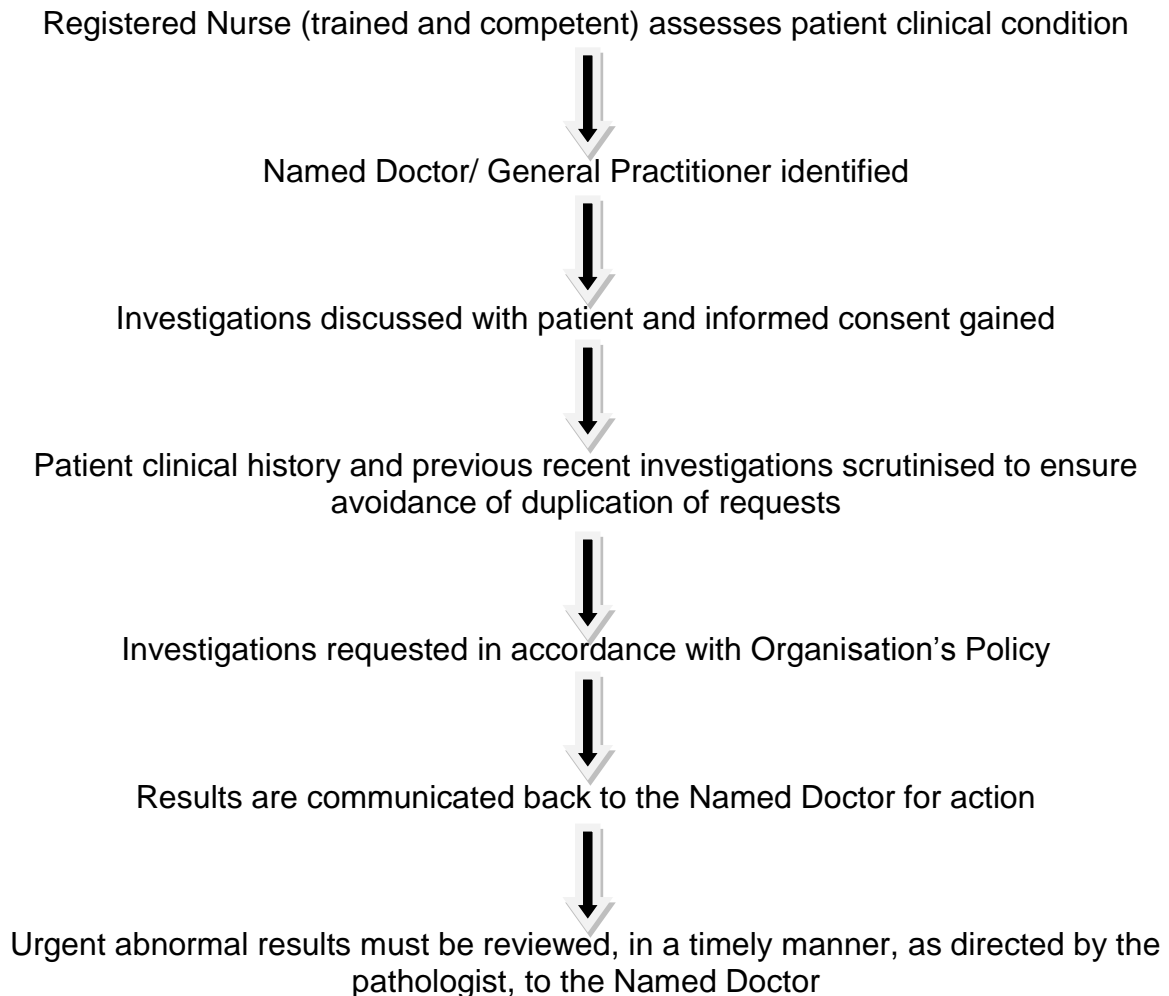 Registered Nurse (trained and competent) assesses patient clinical condition
Named Doctor/ General Practitioner identified
Investigations discussed with patient and informed consent gained
Patient clinical history and previous recent investigations scrutinised to ensure
avoidance of duplication of requests
Investigations requested in accordance with Organisation’s Policy
Results are communicated back to the Named Doctor for action
Urgent abnormal results must be reviewed, in a timely manner, as directed by the
pathologist, to the Named Doctor